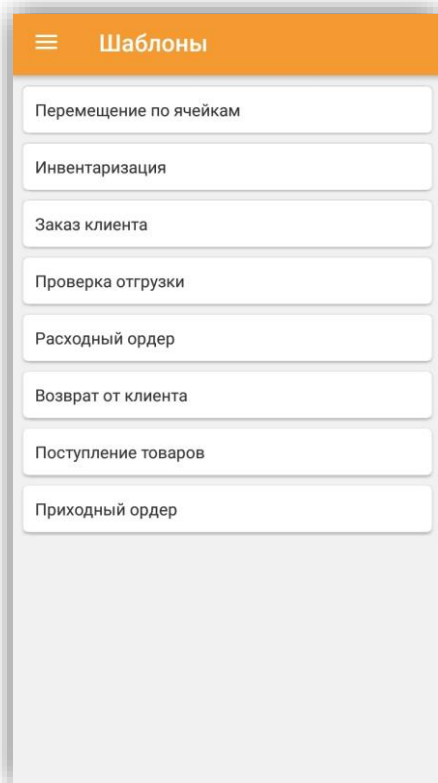 Шаблоны
Перемещение по ячейкам
Инвентаризация
Заказ клиента
Проверка отгрузки
Расходный ордер
Возврат от клиента
Поступление товаров
Приходный ордер